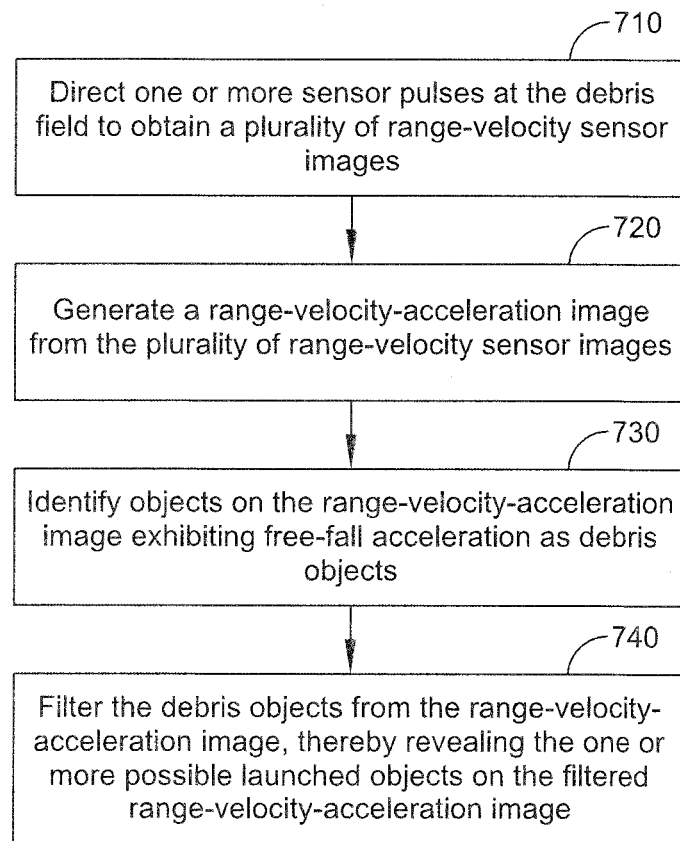 710
Direct one or more sensor pulses at the debris
field to obtain a plurality of range-velocity sensor
images
720
Generate a range-velocity-acceleration image
from the plurality of range-velocity sensor images
730
Identify objects on the range-velocity-acceleration
image exhibiting free-fall acceleration as debris
objects
740
Filter the debris objects from the range-velocity-
acceleration image, thereby revealing the one or
more possible launched objects on the filtered
range-velocity-acceleration image